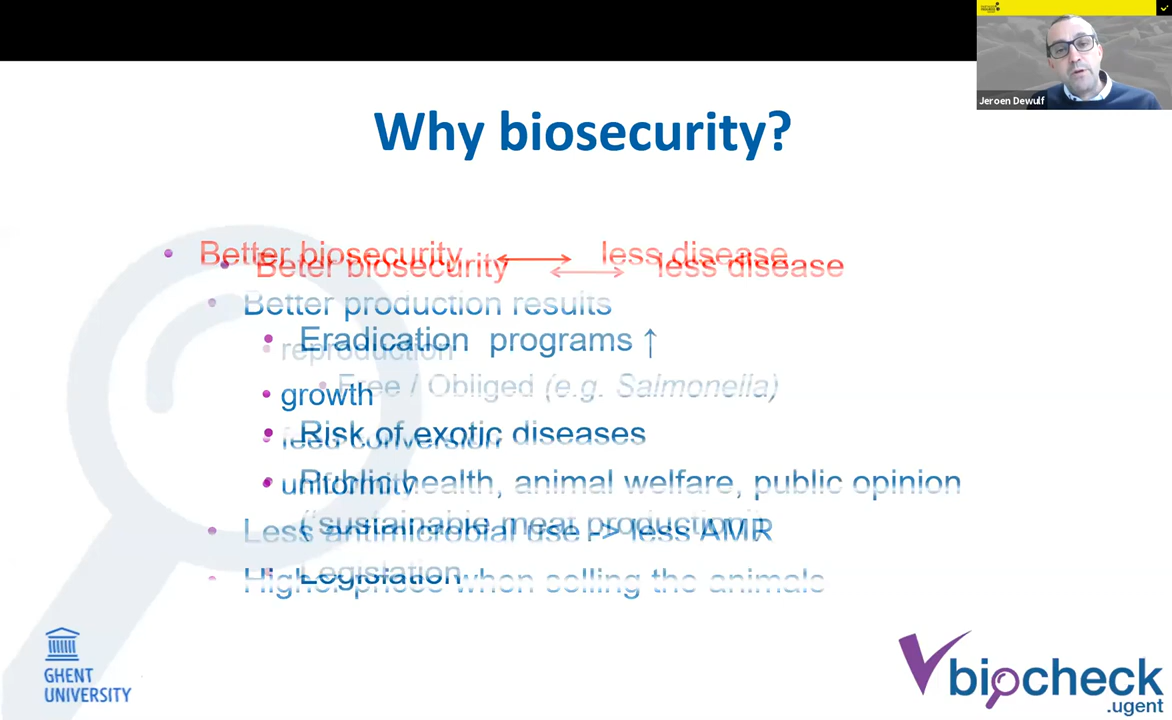 Jeroen Dewulf
Why biosecurity?
• Better biosecurity ⟷ less disease
• Beter biosecurity ⟷ less disease
• Better production results
• Eradication programs ↑
• reproduction
• Free / Obliged (e.g. Salmonella)
• growth
• Risk of exotic diseases
• feed conversion
• Public health, animal welfare, public opinion
• uniformity
('sustainable meat production')
• Less antimicrobial use -> less AMR
• Legislation
• Higher prices when selling the animals
GHENT
UNIVERSITY
biocheck
.ugent